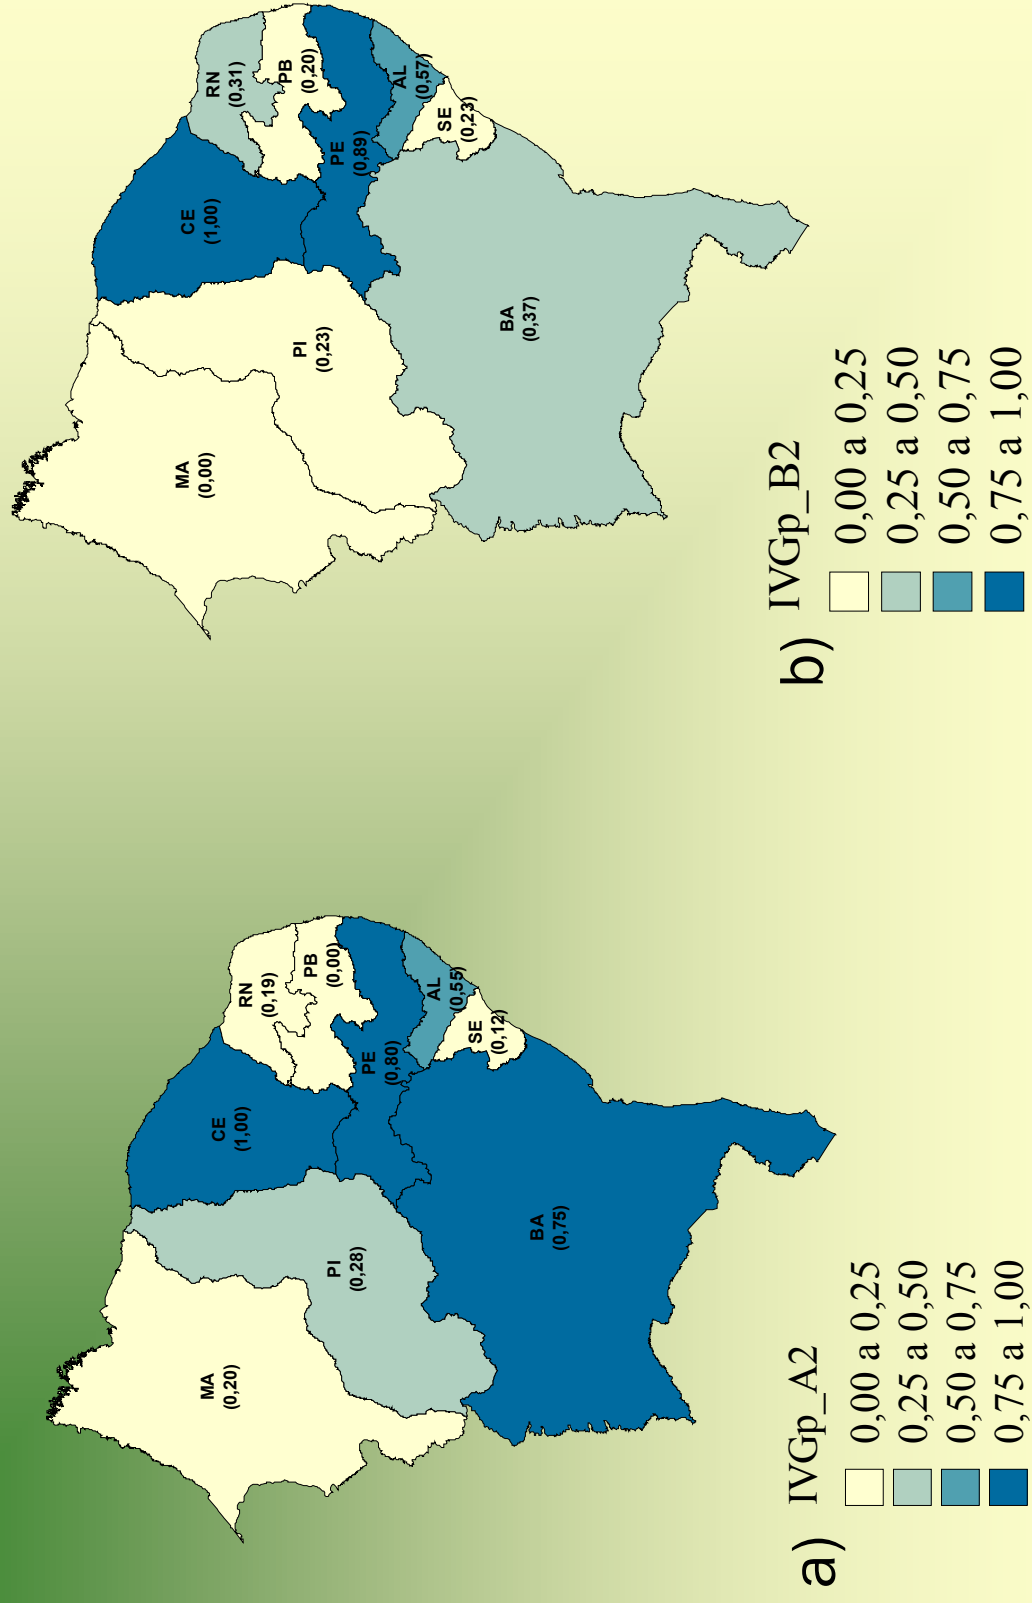 a)
IVGp_A2
0,00 a 0,25
0,25 a 0,50
0,50 a 0,75
0,75 a 1,00
MA
(0,20)
PI
(0,28)
CE
(1,00)
RN
(0,19)
PB
(0,00)
PE
(0,80)
AL
(0,55)
SE
(0,12)
BA
(0,75)
b)
IVGp_B2
0,00 a 0,25
0,25 a 0,50
0,50 a 0,75
0,75 a 1,00
MA
(0,00)
PI
(0,23)
CE
(1,00)
RN
(0,31)
PB
(0,20)
PE
(0,89)
AL
(0,57)
SE
(0,23)
BA
(0,37)